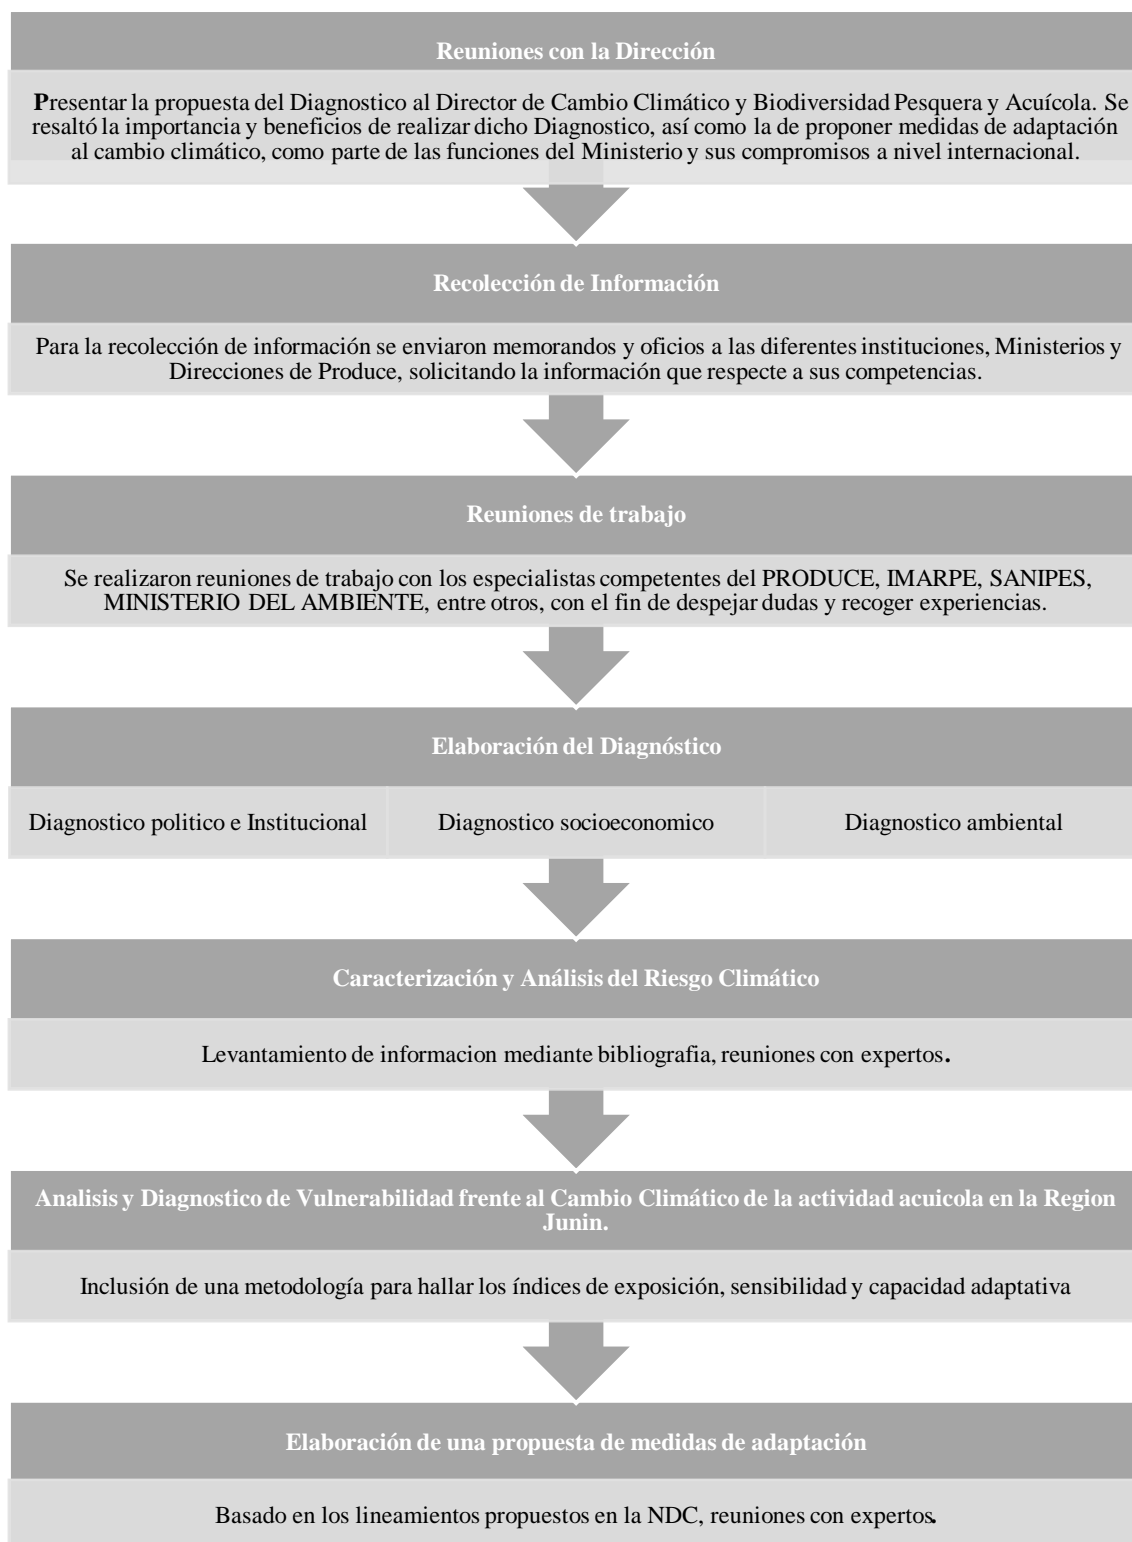 Reuniones con la Dirección
Presentar la propuesta del Diagnostico al Director de Cambio Climático y Biodiversidad Pesquera y Acuícola. Se
resaltó la importancia y beneficios de realizar dicho Diagnostico, así como la de proponer medidas de adaptación
al cambio climático, como parte de las funciones del Ministerio y sus compromisos a nivel internacional.
Recolección de Información
Para la recolección de información se enviaron memorandos y oficios a las diferentes instituciones, Ministerios y
Direcciones de Produce, solicitando la información que respecte a sus competencias.
Reuniones de trabajo
Se realizaron reuniones de trabajo con los especialistas competentes del PRODUCE, IMARPE, SANIPES,
MINISTERIO DEL AMBIENTE, entre otros, con el fin de despejar dudas y recoger experiencias.
Elaboración del Diagnóstico
Diagnostico politico e Institucional
Diagnostico socioeconomico
Diagnostico ambiental
Caracterización y Análisis del Riesgo Climático
Levantamiento de informacion mediante bibliografia, reuniones con expertos.
Analisis y Diagnostico de Vulnerabilidad frente al Cambio Climático de la actividad acuicola en la Region
Junin.
Inclusión de una metodología para hallar los índices de exposición, sensibilidad y capacidad adaptativa
Elaboración de una propuesta de medidas de adaptación
Basado en los lineamientos propuestos en la NDC, reuniones con expertos.